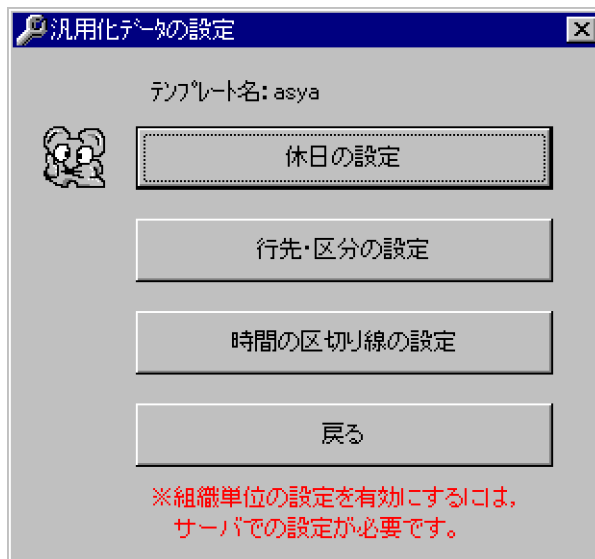 汎用化ﾃﾞｰﾀの設定
ﾃﾝﾌﾟﾚｰﾄ名: asya
休日の設定
行先・区分の設定
時間の区切り線の設定
戻る
※組織単位の設定を有効にするには,
サーバでの設定が必要です。